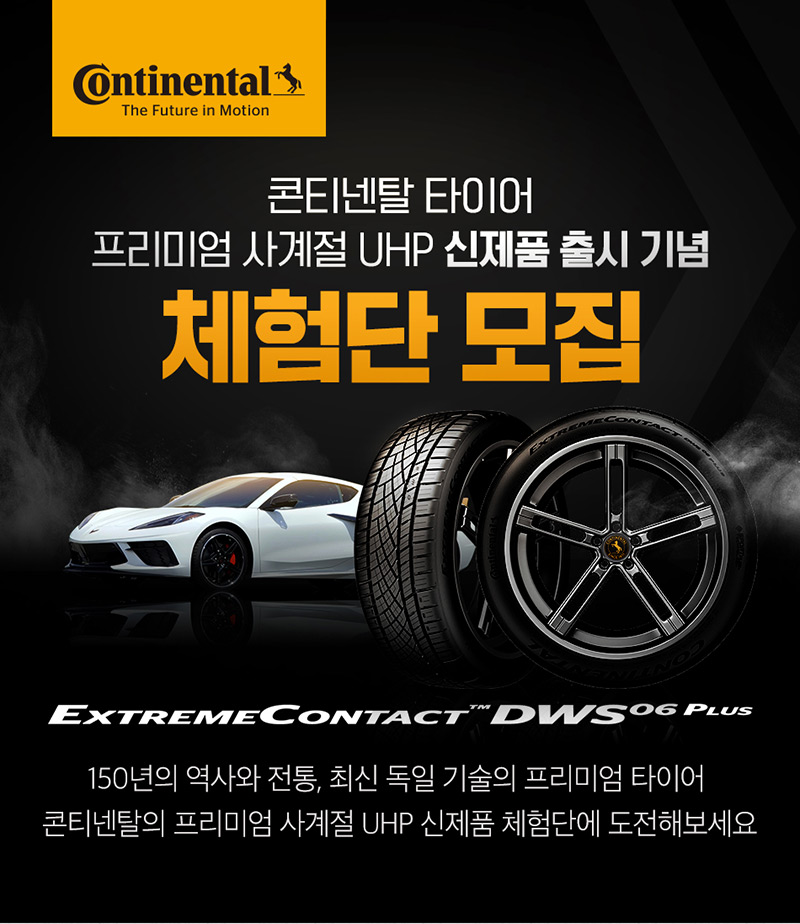 Continental
The Future in Motion
콘티넨탈 타이어
프리미엄 사계절 UHP 신제품 출시 기념
체험단 모집
EXTREMECONTACT
EXTREMECONTACT™ DWS06 PLUS
150년의 역사와 전통, 최신 독일 기술의 프리미엄 타이어
콘티넨탈의 프리미엄 사계절 UHP 신제품 체험단에 도전해보세요